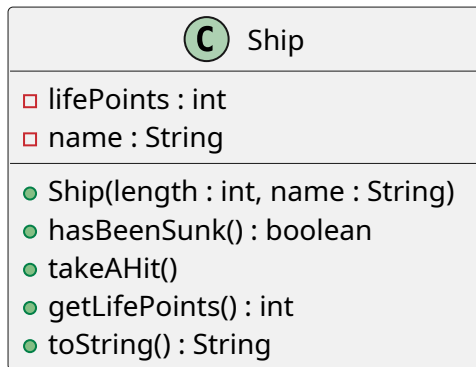 C Ship
lifePoints : int
name : String
Ship(length : int, name : String)
hasBeenSunk() : boolean
takeAHit()
getLifePoints() : int
toString() : String